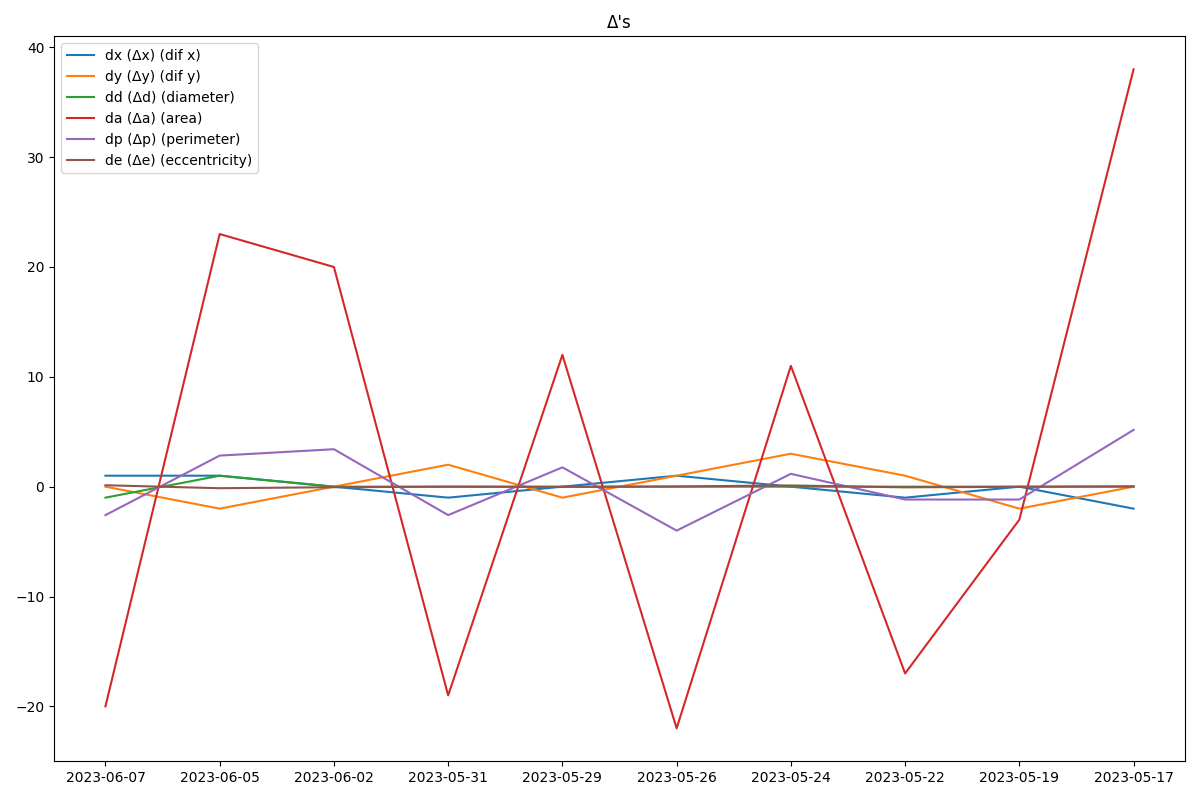 Δ's
dx (Δx) (dif x)
dy (Δy) (dif y)
dd (Δd) (diameter)
da (Δa) (area)
dp (Δp) (perimeter)
de (Δe) (eccentricity)
40
30
20
10
0
−10
−20
2023-06-07 2023-06-05 2023-06-02 2023-05-31 2023-05-29 2023-05-26 2023-05-24 2023-05-22 2023-05-19 2023-05-17